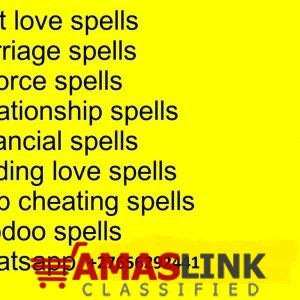 t love spells
rriage spells
orce spells
ationship spells
ancial spells
ding love spells
p cheating spells
doo spells
atsapp
AMASLINK
CLASSIFIED